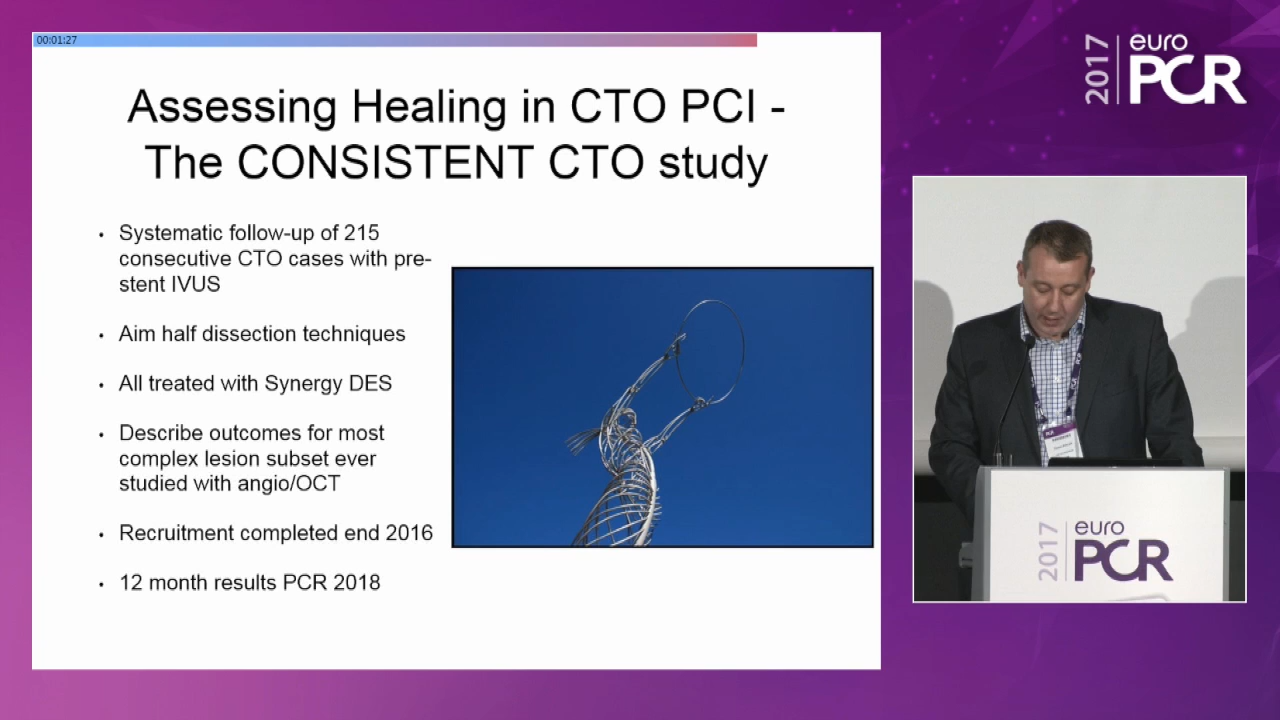 00:01:27
Assessing Healing in CTO PCI -
The CONSISTENT CTO study
• Systematic follow-up of 215
consecutive CTO cases with pre-
stent IVUS
• Aim half dissection techniques
• All treated with Synergy DES
• Describe outcomes for most
complex lesion subset ever
studied with angio/OCT
• Recruitment completed end 2016
• 12 month results PCR 2018
2017
euro
PCR
2017
euro
PCR